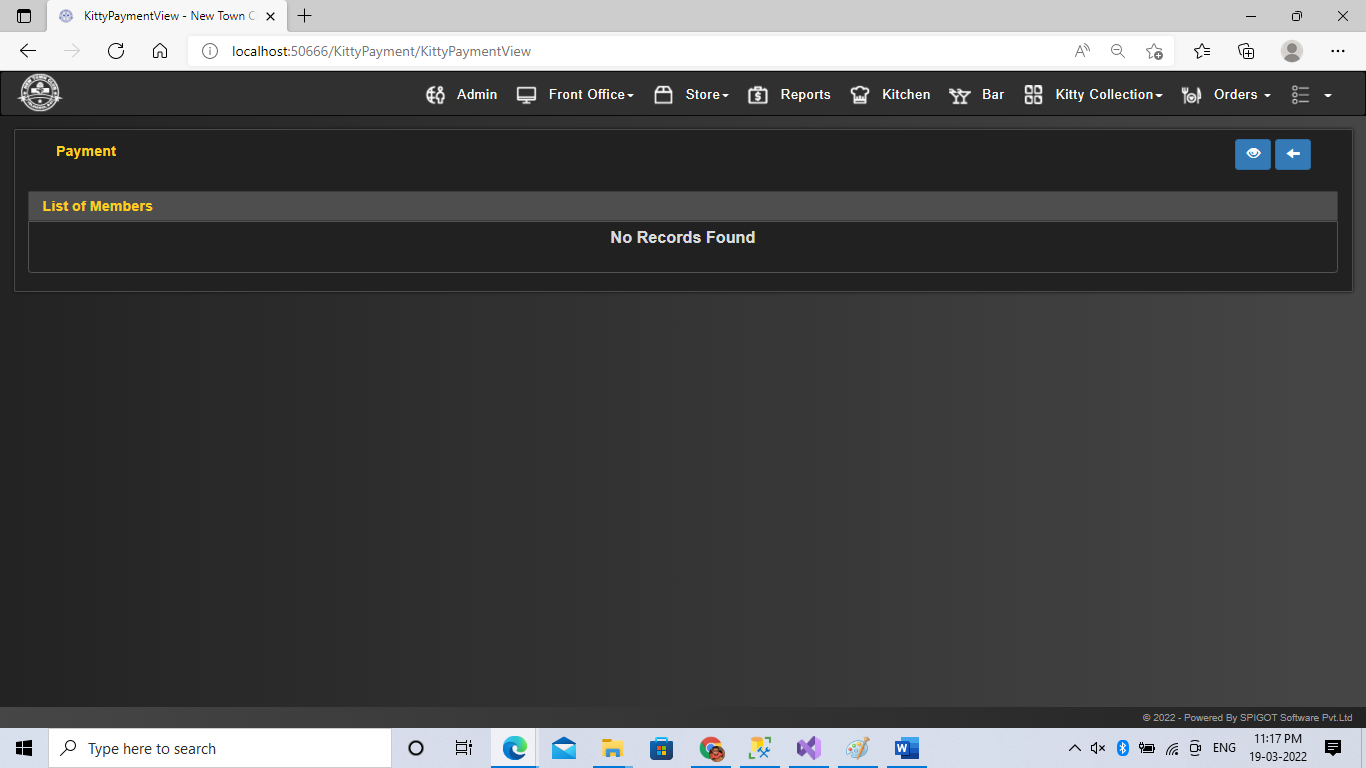 KittyPaymentView - New Town C
localhost:50666/KittyPayment/KittyPaymentView
Admin Front Office Store Reports Kitchen Bar Kitty Collection Orders
Payment
List of Members
No Records Found
© 2022 - Powered By SPIGOT Software Pvt.Ltd
Type here to search
ENG
11:17 PM
19-03-2022